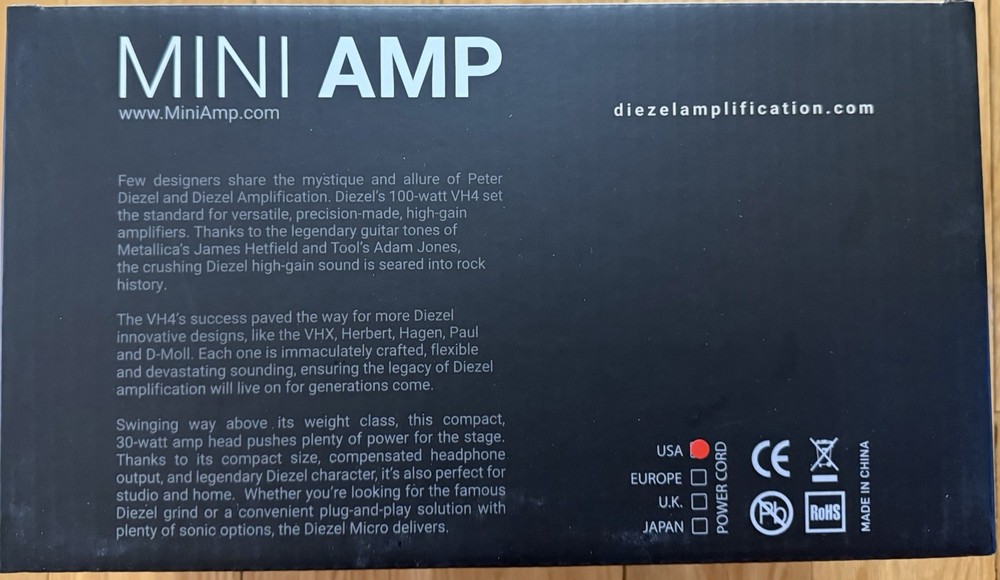 MINI AMP
www.MiniAmp.com
diezelamplification.com
Few designers share the mystique and allure of Peter
Diezel and Diezel Amplification. Diezel's 100-watt VH4 set
the standard for versatile, precision-made, high-gain
amplifiers. Thanks to the legendary guitar tones of
Metallica's James Hetfield and Tool's Adam Jones,
the crushing Diezel high-gain sound is seared into rock
history.
The VH4's success paved the way for more Diezel
innovative designs, like the VHX, Herbert, Hagen, Paul
and D-Moll. Each one is immaculately crafted, flexible
and devastating sounding, ensuring the legacy of Diezel
amplification will live on for generations come.
Swinging way above its weight class, this compact,
30-watt amp head pushes plenty of power for the stage.
Thanks to its compact size, compensated headphone
output, and legendary Diezel character, it's also perfect for
studio and home. Whether you're looking for the famous
Diezel grind or a convenient plug-and-play solution with
plenty of sonic options, the Diezel Micro delivers.
USA
EUROPE
U.K.
JAPAN
POWER CORD
CE
Pb
RoHS
MADE IN CHINA